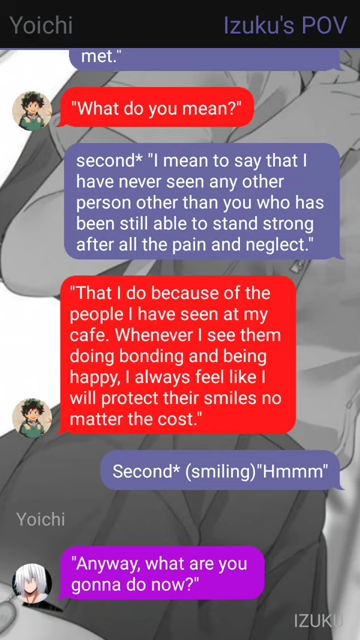 Yoichi
Izuku's POV
met."
"What do you mean?"
second* "I mean to say that I
have never seen any other
person other than you who has
been still able to stand strong
after all the pain and neglect."
"That I do because of the
people I have seen at my
cafe. Whenever I see them
doing bonding and being
happy, I always feel like I
will protect their smiles no
matter the cost."
Second* (smiling)"Hmmm"
Yoichi
"Anyway, what are you
gonna do now?"
IZUKU